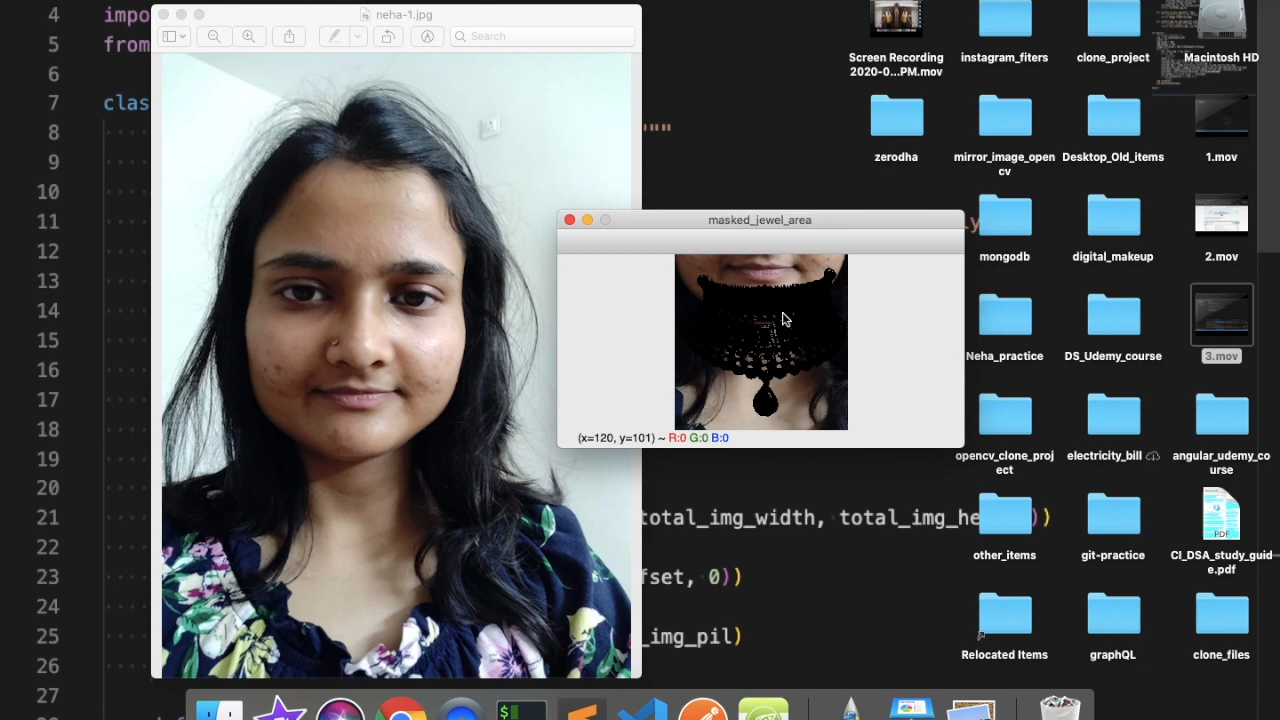 4 impo
5 from
6
7 clas
8 """
9
10
11 y
12
13
14
15
16
17
18
19
20
21 total_img_width, total_img_he ))
22
23 fset, 0))
24
25 _img_pil)
26
27
neha-1.jpg
Search
masked_jewel_area
(x=120, y=101) ~ R:0 G:0 B:0
Screen Recording
2020-0...PM.mov
instagram_fiters
clone_project
Macintosh HD
zerodha
mirror_image_open
cv
Desktop_Old_items
1.mov
mongodb
digital_makeup
2.mov
Neha_practice
DS_Udemy_course
3.mov
opencv_clone_proj
ect
electricity_bill
angular_udemy_co
urse
PDF
other_items
git-practice
CI_DSA_study_guid
e.pdf
Relocated Items
graphQL
clone_files
$